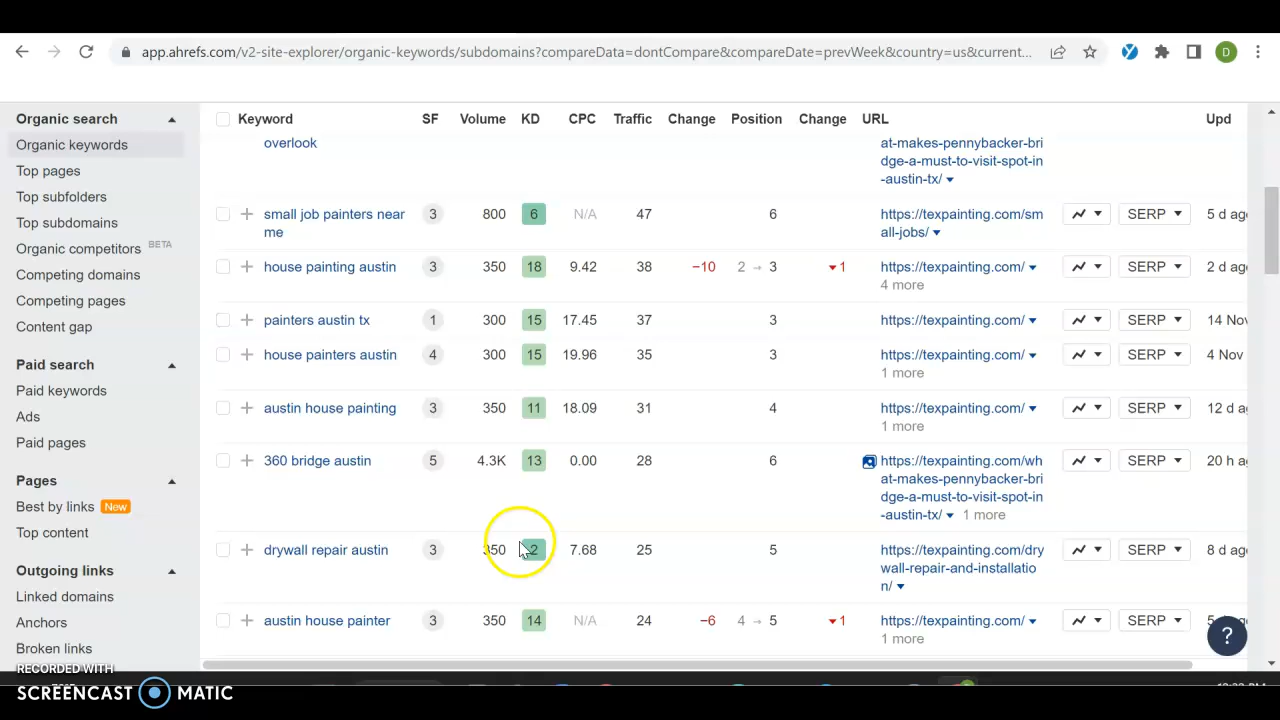 app.ahrefs.com/v2-site-explorer/organic-keywords/subdomains?compareData=dontCompare&compareDate=prevWeek&country=us&current... D
Organic search Keyword SF Volume KD CPC Traffic Change Position Change URL Upd
Organic keywords overlook at-makes-pennybacker-bri
dge-a-must-to-visit-spot-in
Top pages -austin-tx/
Top subfolders
Top subdomains small job painters near 3 800 6 N/A 47 6 https://texpainting.com/sm SERP 5 d ag
me all-jobs/
Organic competitors BETA
Competing domains house painting austin 3 350 18 9.42 38 −10 2 → 3 1 https://texpainting.com/ SERP 2 d ag
4 more
Competing pages
Content gap painters austin tx 1 300 15 17.45 37 3 https://texpainting.com/ SERP 14 Nov
Paid search house painters austin 4 300 15 19.96 35 3 https://texpainting.com/ SERP 4 Nov
1 more
Paid keywords
Ads austin house painting 3 350 11 18.09 31 4 https://texpainting.com/ SERP 12 d a
1 more
Paid pages
Pages 360 bridge austin 5 4.3K 13 0.00 28 6 https://texpainting.com/wh SERP 20 h a
at-makes-pennybacker-bri
dge-a-must-to-visit-spot-in
Best by links New -austin-tx/ 1 more
Top content drywall repair austin 3 350 2 7.68 25 5 https://texpainting.com/dry SERP 8 d ag
wall-repair-and-installatio
n/
Outgoing links
Linked domains
Anchors austin house painter 3 350 14 N/A 24 −6 4 → 5 1 https://texpainting.com/ SERP
1 more
Broken links ?
RECORDED WITH
SCREENCAST MATIC